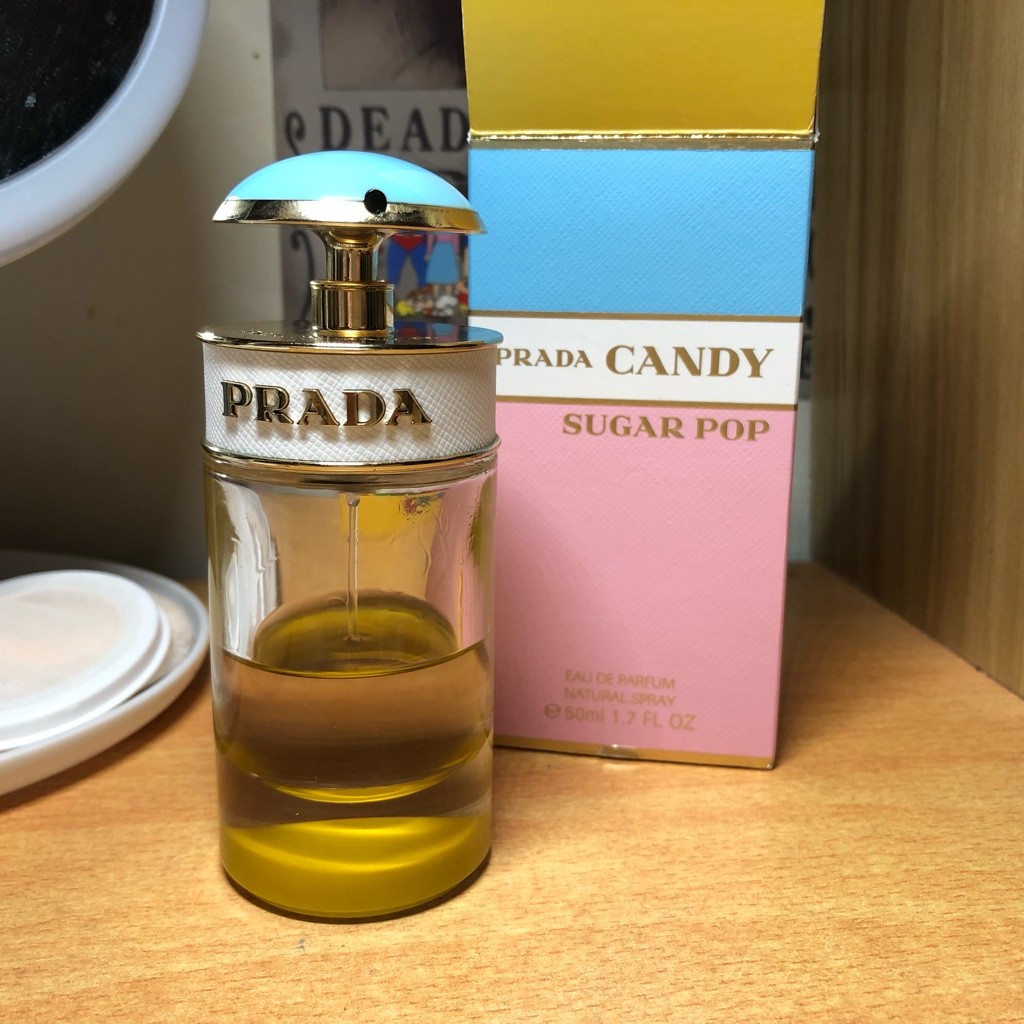 DEAD
PRADA
PRADA CANDY
SUGAR POP
EAU DE PARFUM
NATURAL SPRAY
℮ 50ml 1.7 FL OZ